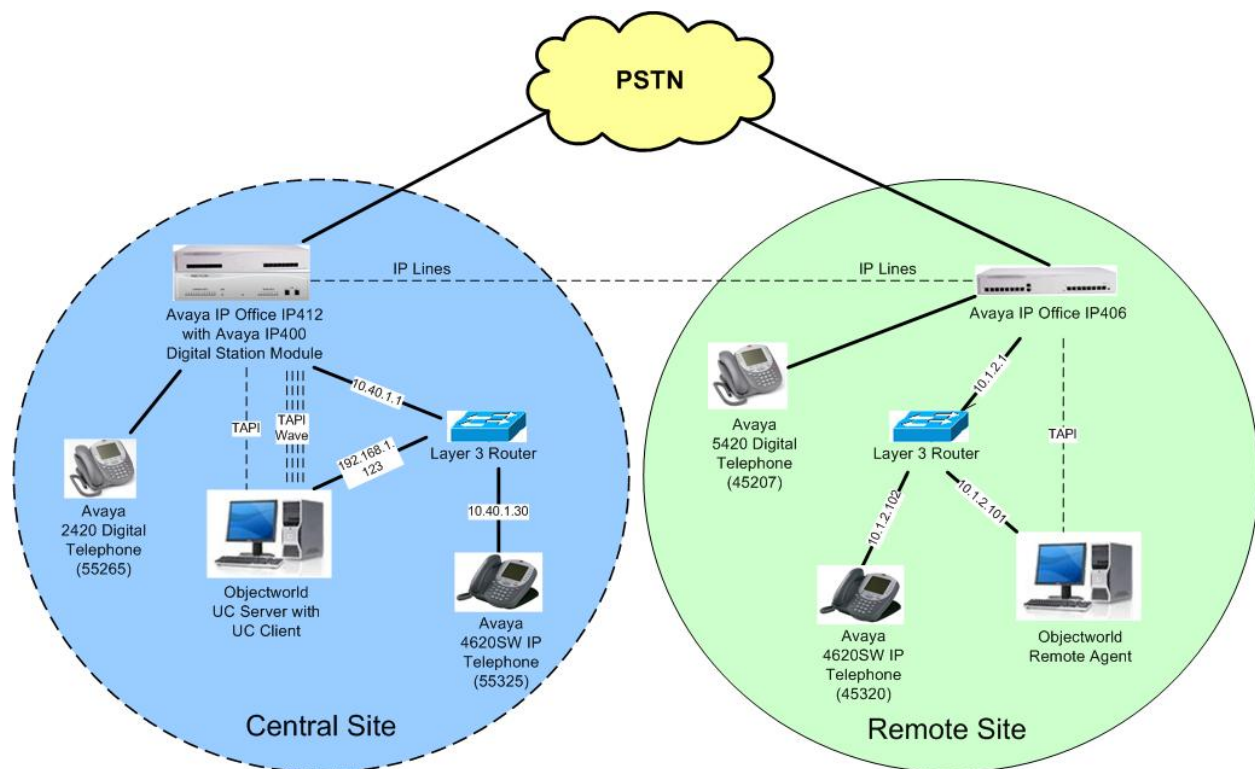 PSTN
IP Lines
IP Lines
Avaya IP Office IP412
with Avaya IP400
Digital Station Module
Avaya IP Office IP406
10.40.1.1
TAPI
TAPI
Wave
192.168.1.
123
Layer 3 Router
10.40.1.30
Avaya
2420 Digital
Telephone
(55265)
Objectworld
UC Server with
UC Client
Avaya
4620SW IP
Telephone
(55325)
Central Site
Avaya
5420 Digital
Telephone
(45207)
10.1.2.1
TAPI
Layer 3 Router
10.1.2.102
10.1.2.101
Avaya
4620SW IP
Telephone
(45320)
Objectworld
Remote Agent
Remote Site